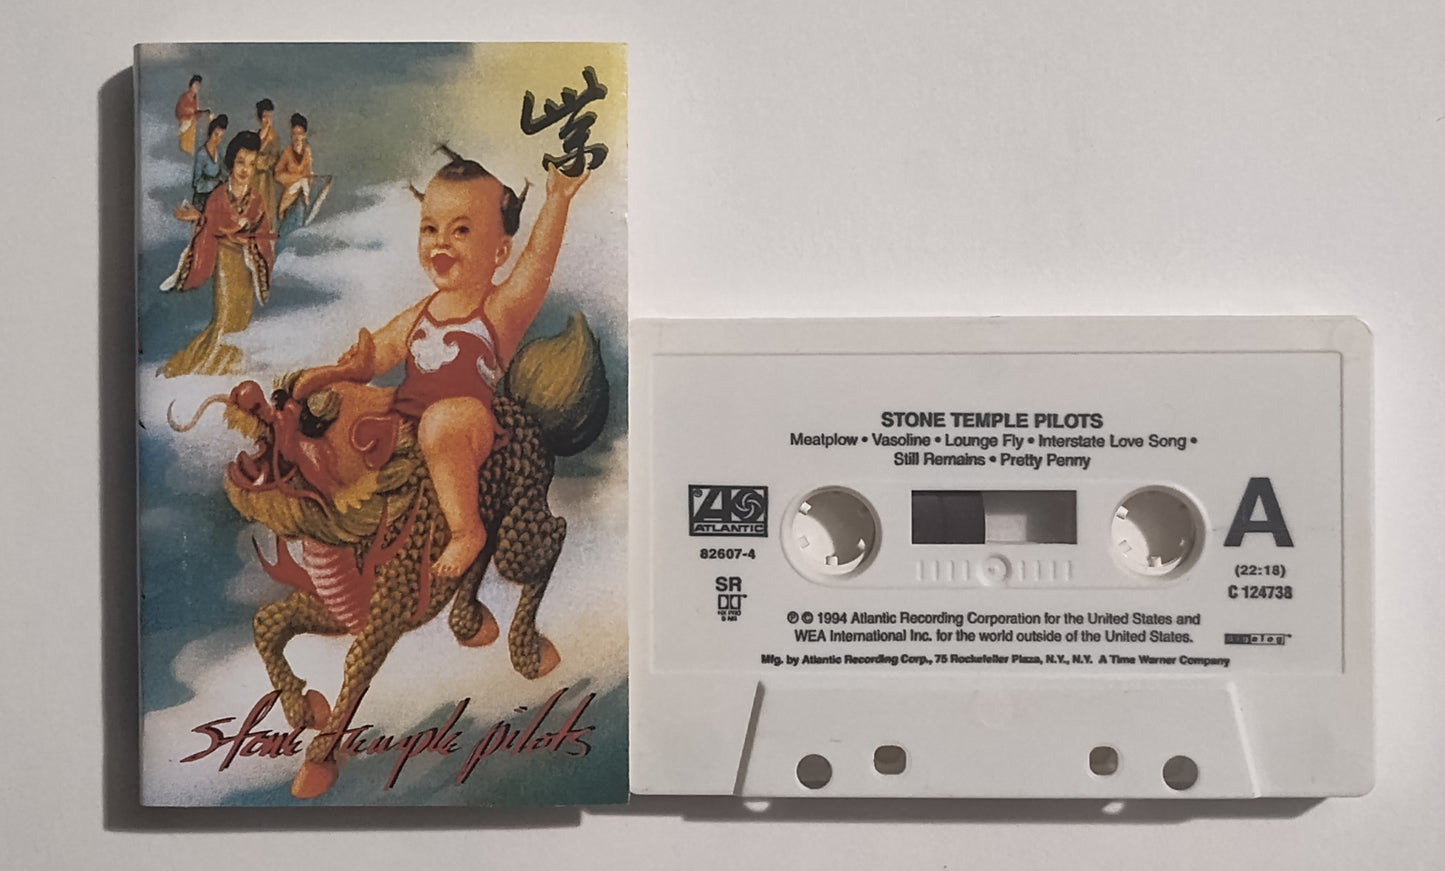 紫
stone temple pilots
STONE TEMPLE PILOTS
Meatplow • Vasoline • Lounge Fly • Interstate Love Song •
Still Remains • Pretty Penny
ATLANTIC
82607-4
SR
HX PRO
A
(22:18)
C 124738
℗ © 1994 Atlantic Recording Corporation for the United States and
WEA International Inc. for the world outside of the United States.
Mfg. by Atlantic Recording Corp., 75 Rockefeller Plaza, N.Y., N.Y. A Time Warner Company